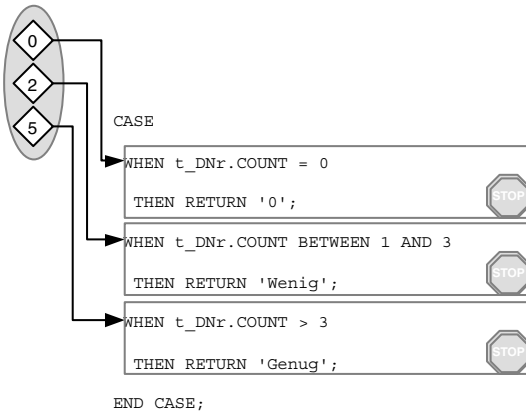 0
2
5
CASE
WHEN t_DNr.COUNT = 0
THEN RETURN '0';
STOP
WHEN t_DNr.COUNT BETWEEN 1 AND 3
THEN RETURN 'Wenig';
STOP
WHEN t_DNr.COUNT > 3
THEN RETURN 'Genug';
STOP
END CASE;